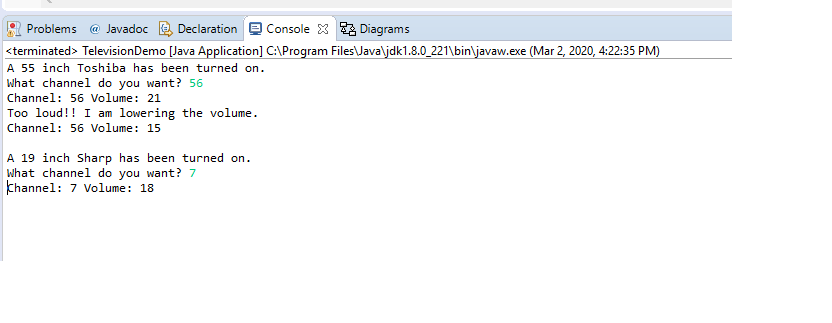 Problems @ Javadoc Declaration Console Diagrams
<terminated> TelevisionDemo [Java Application] C:\Program Files\Java\jdk1.8.0_221\bin\javaw.exe (Mar 2, 2020, 4:22:35 PM)
A 55 inch Toshiba has been turned on.
What channel do you want? 56
Channel: 56 Volume: 21
Too loud!! I am lowering the volume.
Channel: 56 Volume: 15
A 19 inch Sharp has been turned on.
What channel do you want? 7
Channel: 7 Volume: 18